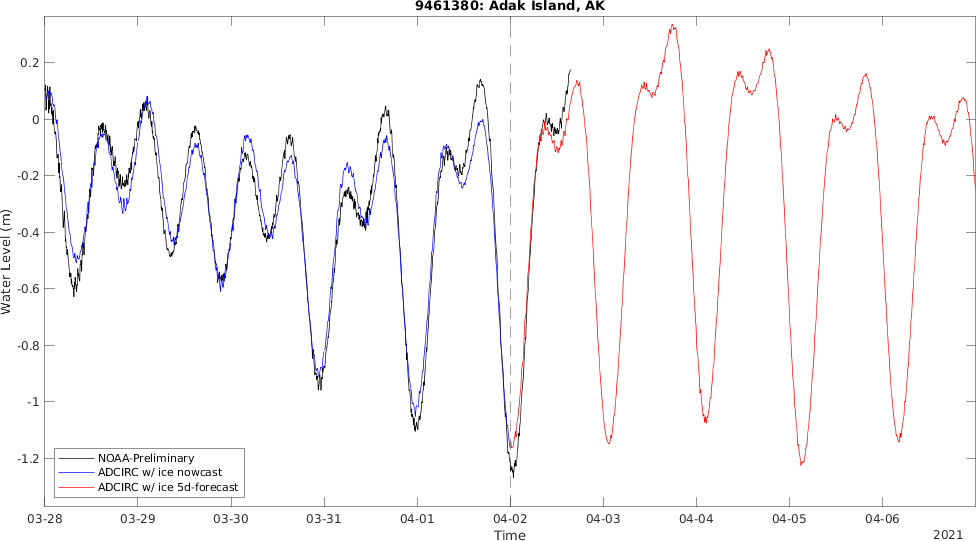 9461380: Adak Island, AK
0.2
0
-0.2
-0.4
-0.6
-0.8
-1
-1.2
Water Level (m)
NOAA-Preliminary
ADCIRC w/ ice nowcast
ADCIRC w/ ice 5d-forecast
03-28 03-29 03-30 03-31 04-01 04-02 04-03 04-04 04-05 04-06
Time
2021